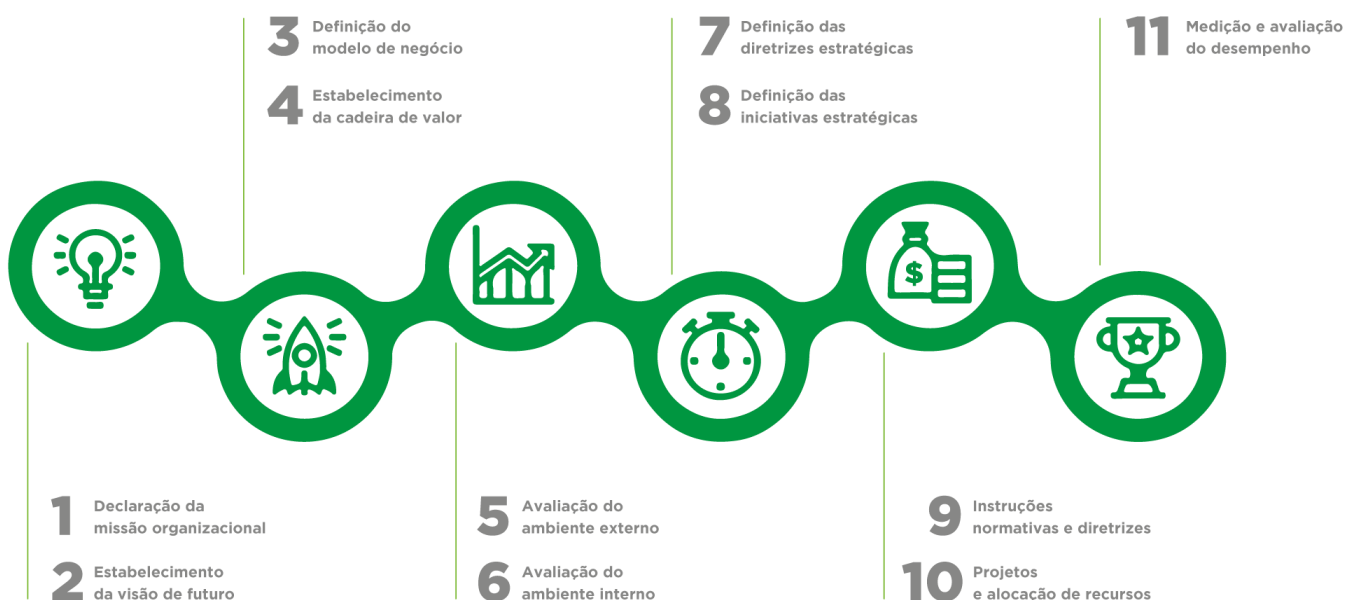 1 Declaração da
missão organizacional
2 Estabelecimento
da visão de futuro
3 Definição do
modelo de negócio
4 Estabelecimento
da cadeira de valor
5 Avaliação do
ambiente externo
6 Avaliação do
ambiente interno
7 Definição das
diretrizes estratégicas
8 Definição das
iniciativas estratégicas
9 Instruções
normativas e diretrizes
10 Projetos
e alocação de recursos
11 Medição e avaliação
do desempenho
$